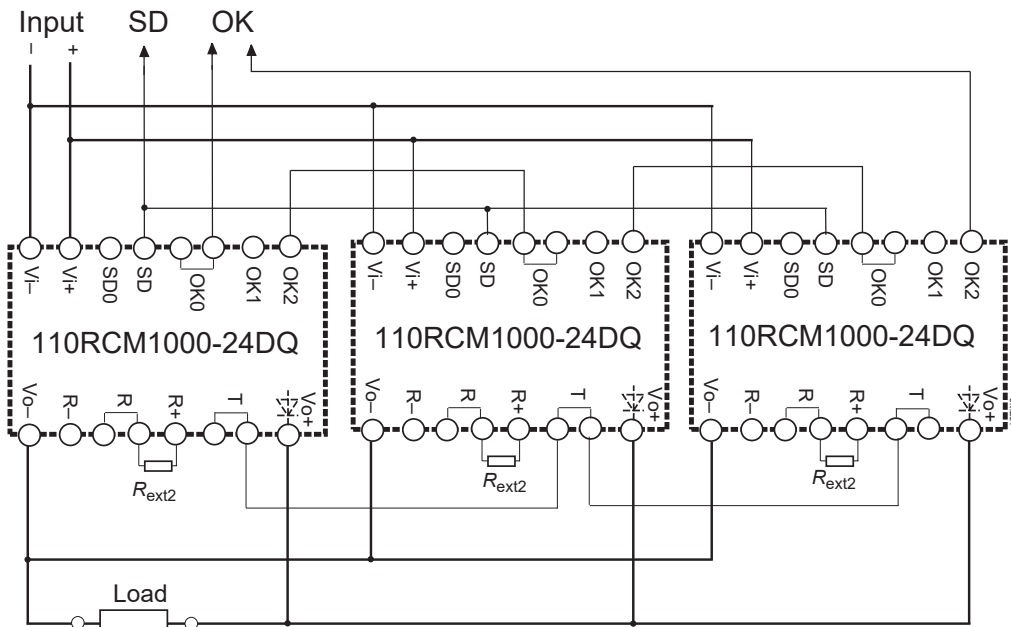 Input SD OK
– +
Vi– Vi+ SD0 SD OK0 OK1 OK2
Vi– Vi+ SD0 SD OK0 OK1 OK2
Vi– Vi+ SD0 SD OK0 OK1 OK2
110RCM1000-24DQ
110RCM1000-24DQ
110RCM1000-24DQ
Vo– R– R R+ T Vo+
Vo– R– R R+ T Vo+
Vo– R– R R+ T Vo+
Rext2
Rext2
Rext2
Load